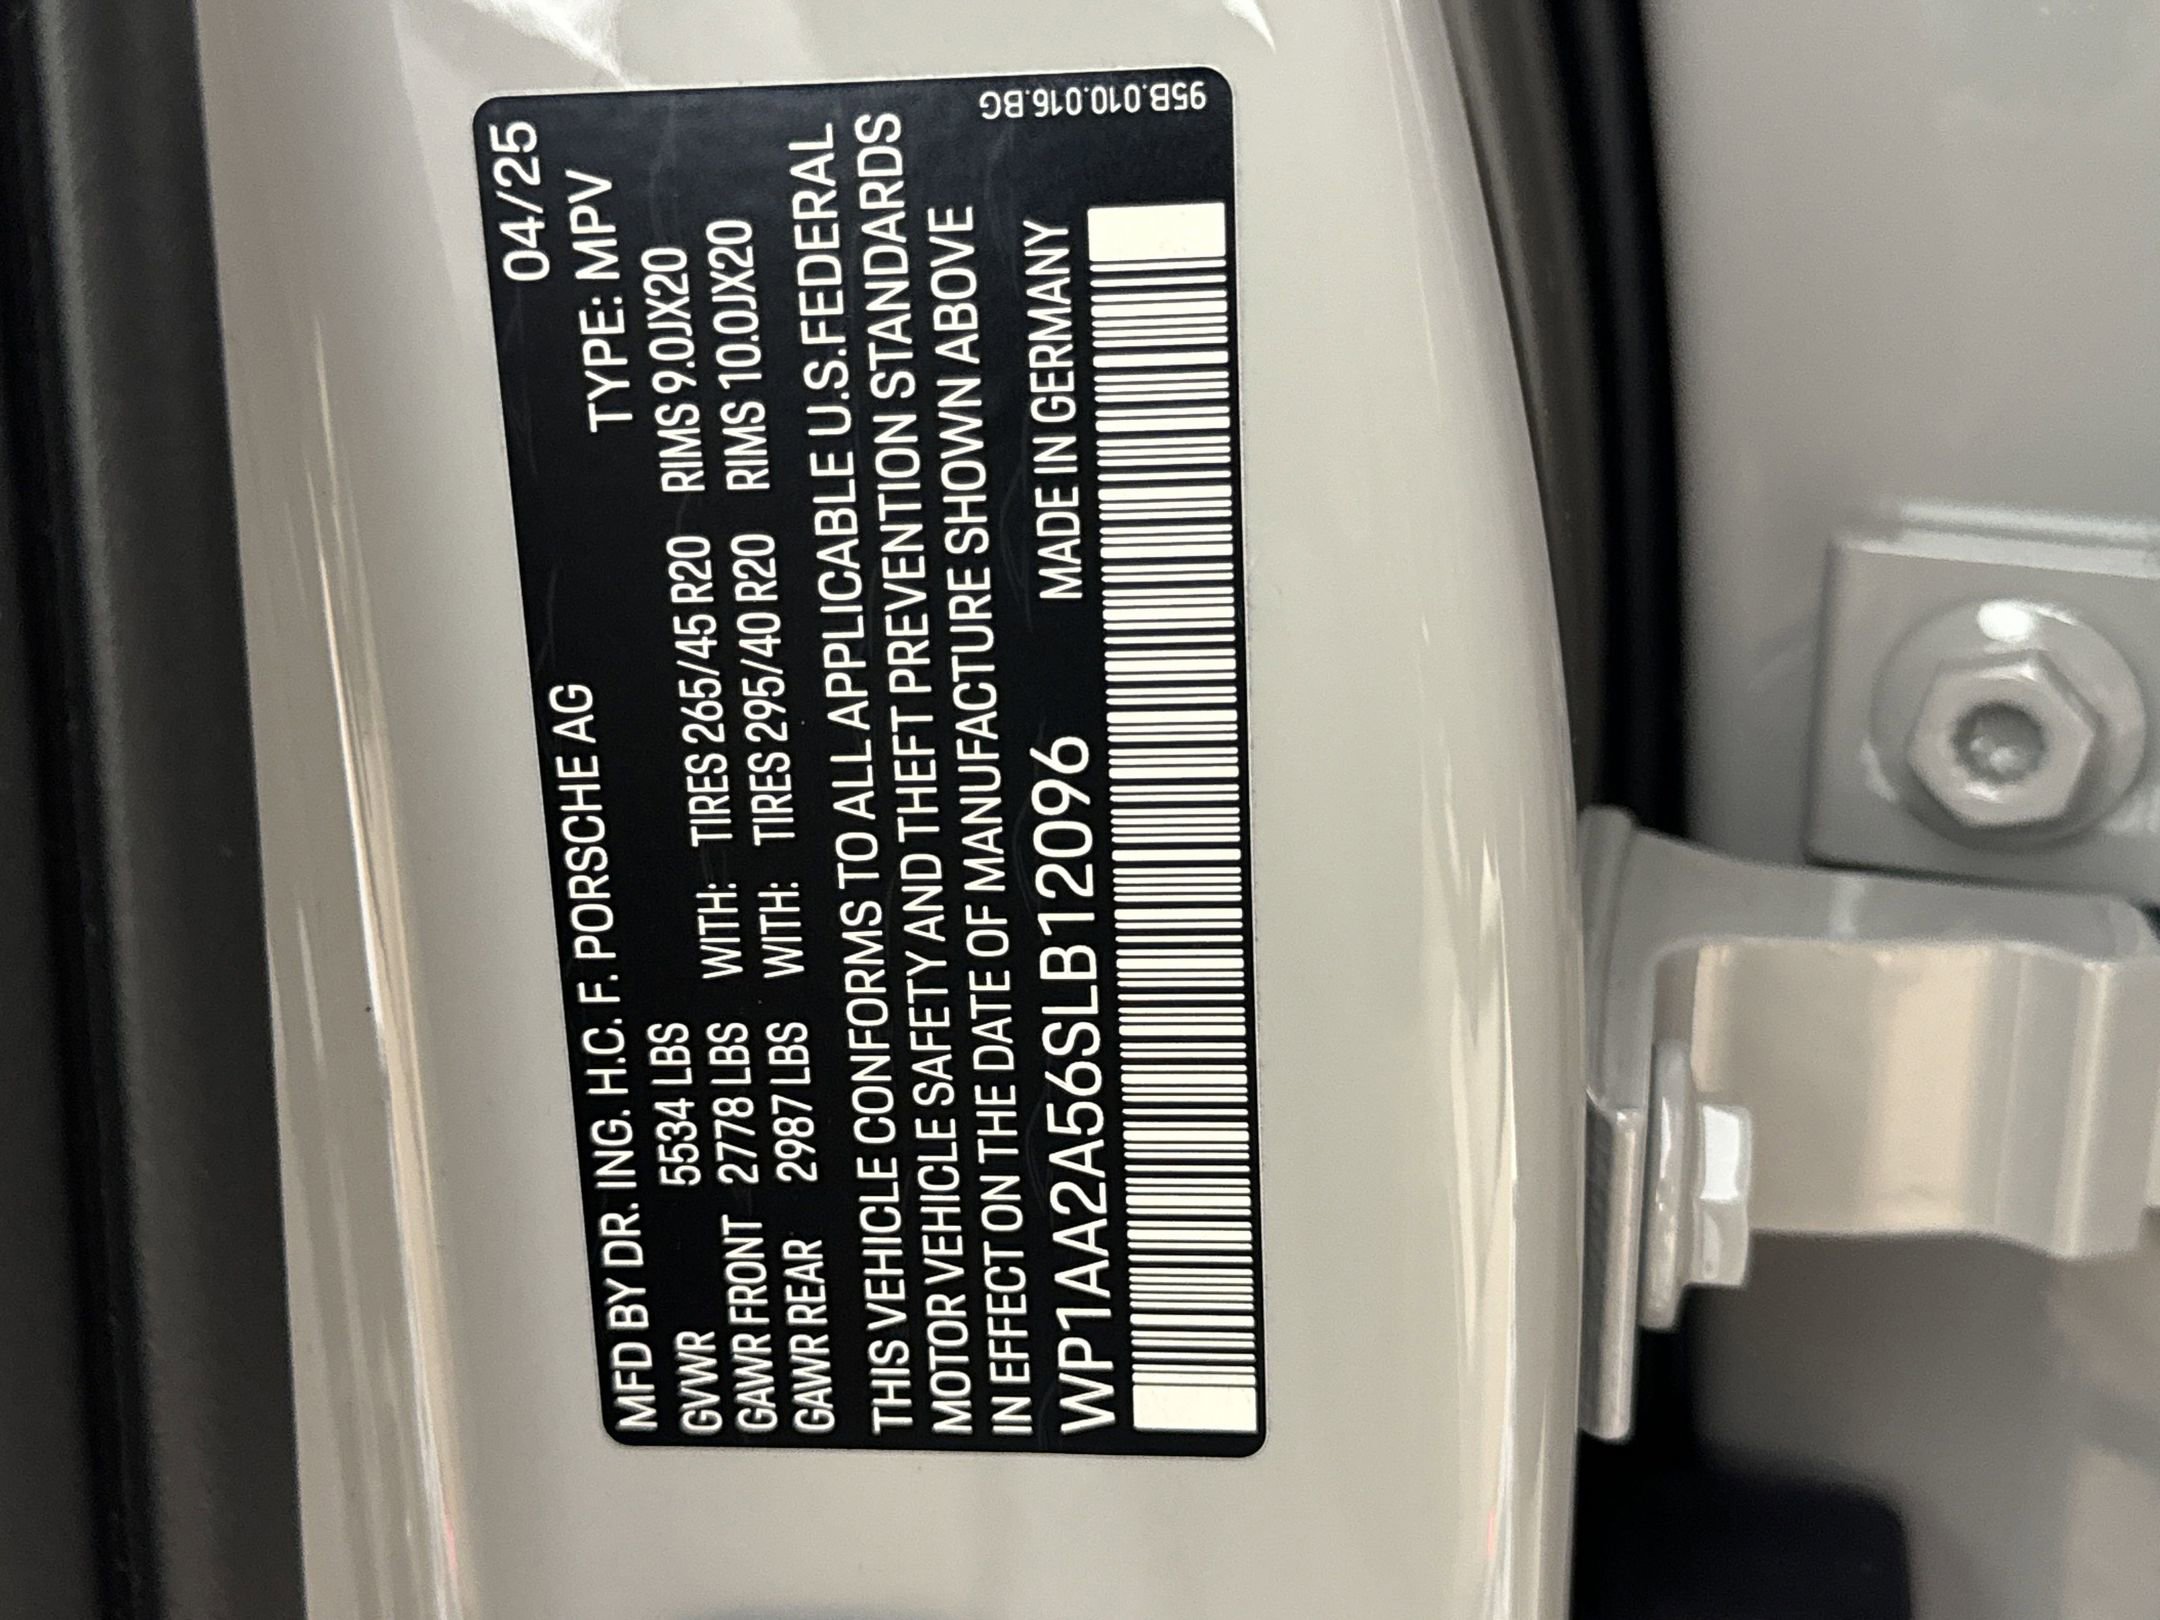 04/25
MFD BY DR. ING. H.C. F. PORSCHE AG TYPE: MPV
GVWR 5534 LBS WITH: TIRES 265/45 R20 RIMS 9.0JX20
GAWR FRONT 2778 LBS WITH: TIRES 295/40 R20 RIMS 10.0JX20
GAWR REAR 2987 LBS
THIS VEHICLE CONFORMS TO ALL APPLICABLE U.S.FEDERAL
MOTOR VEHICLE SAFETY AND THEFT PREVENTION STANDARDS
IN EFFECT ON THE DATE OF MANUFACTURE SHOWN ABOVE
MADE IN GERMANY
WP1AA2A56SLB12096
95B.010.016.BG